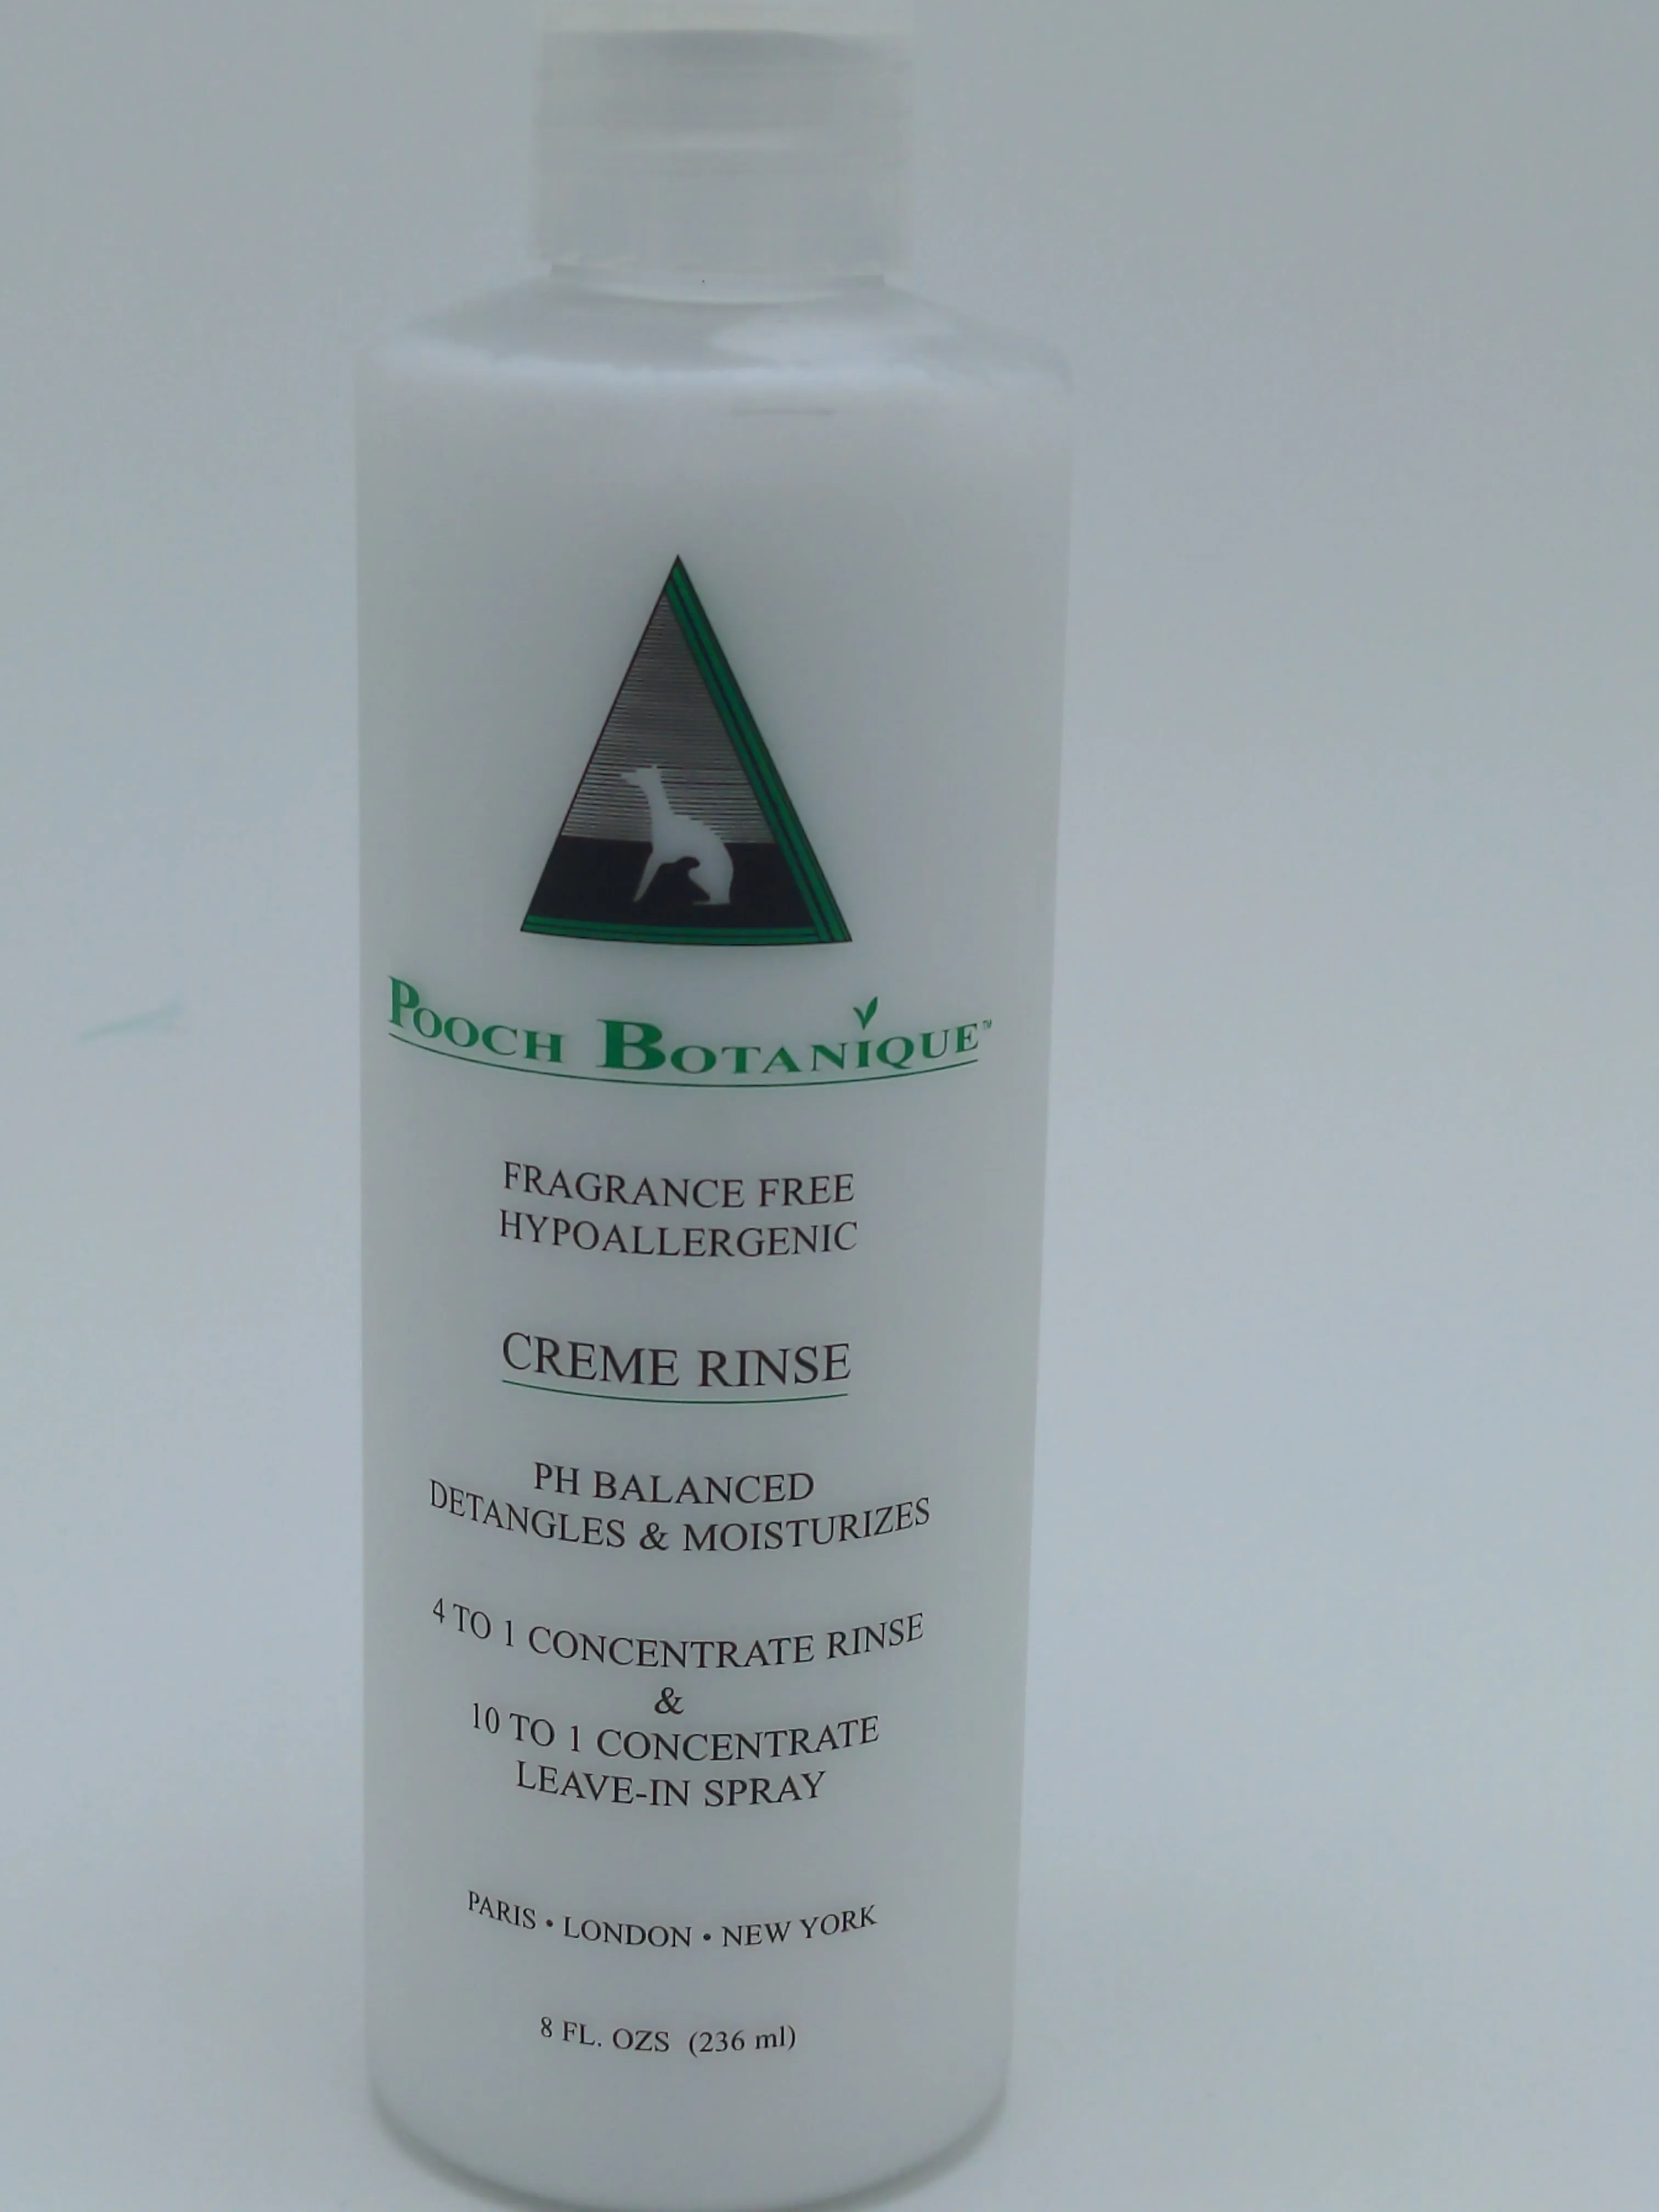 POOCH BOTANIQUE™
FRAGRANCE FREE
HYPOALLERGENIC
CREME RINSE
PH BALANCED
DETANGLES & MOISTURIZES
4 TO 1 CONCENTRATE RINSE
&
10 TO 1 CONCENTRATE
LEAVE-IN SPRAY
PARIS • LONDON • NEW YORK
8 FL. OZS (236 ml)